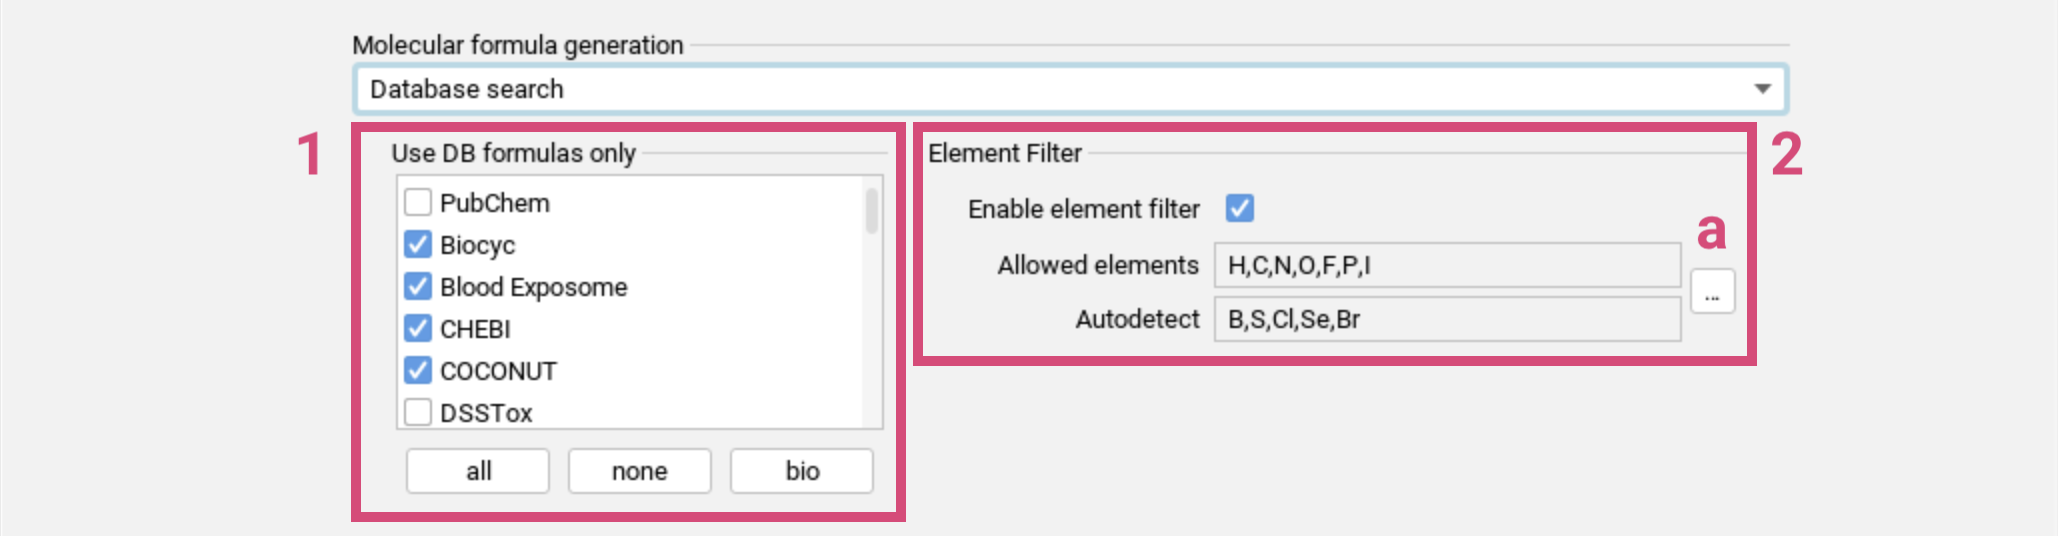 Molecular formula generation
Database search
1
Use DB formulas only
PubChem
Biocyc
Blood Exposome
CHEBI
COCONUT
DSSTox
all none bio
2
Element Filter
Enable element filter
a
Allowed elements H,C,N,O,F,P,I
...
Autodetect B,S,Cl,Se,Br